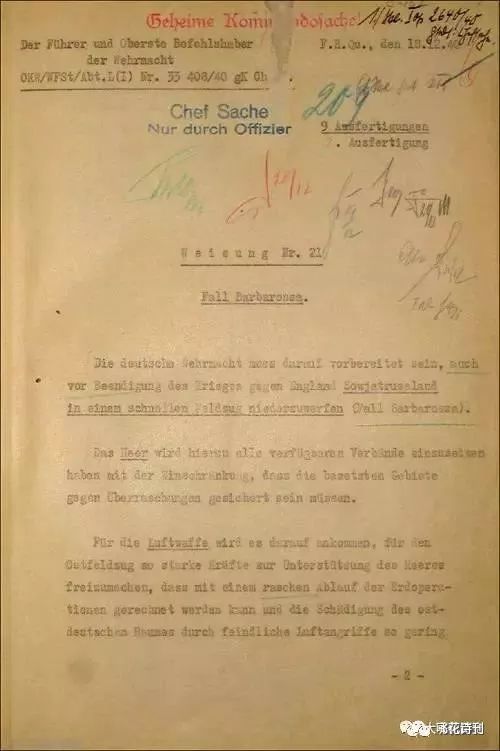 Geheime Kommandosache
Der Führer und Oberste Befehlshaber
der Wehrmacht
OKW/WFSt/Abt.L(I) Nr. 33 408/40 gK Ch
F.H.Qu., den 18.12.40
Chef Sache
Nur durch Offizier
209
9 Ausfertigungen
. Ausfertigung
Weisung Nr. 21
Fall Barbarossa.
Die deutsche Wehrmacht muss darauf vorbereitet sein, auch
vor Beendigung des Krieges gegen England Sowjetrussland
in einem schnellen Feldzug niederzuwerfen (Fall Barbarossa).
Das Heer wird hierzu alle verfügbaren Verbände einzusetzen
haben mit der Einschränkung, dass die besetzten Gebiete
gegen Überraschungen gesichert sein müssen.
Für die Luftwaffe wird es darauf ankommen, für den
Ostfeldzug so starke Kräfte zur Unterstützung des Heeres
freizumachen, dass mit einem raschen Ablauf der Erdopera-
tionen gerechnet werden kann und die Schädigung des ost-
deutschen Raumes durch feindliche Luftangriffe so gering
- 2 -